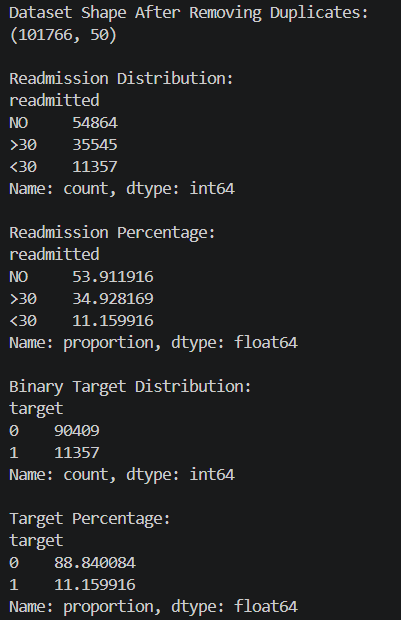 Dataset Shape After Removing Duplicates:
(101766, 50)
Readmission Distribution:
readmitted
NO     54864
>30    35545
<30    11357
Name: count, dtype: int64
Readmission Percentage:
readmitted
NO     53.911916
>30    34.928169
<30    11.159916
Name: proportion, dtype: float64
Binary Target Distribution:
target
0    90409
1    11357
Name: count, dtype: int64
Target Percentage:
target
0    88.840084
1    11.159916
Name: proportion, dtype: float64